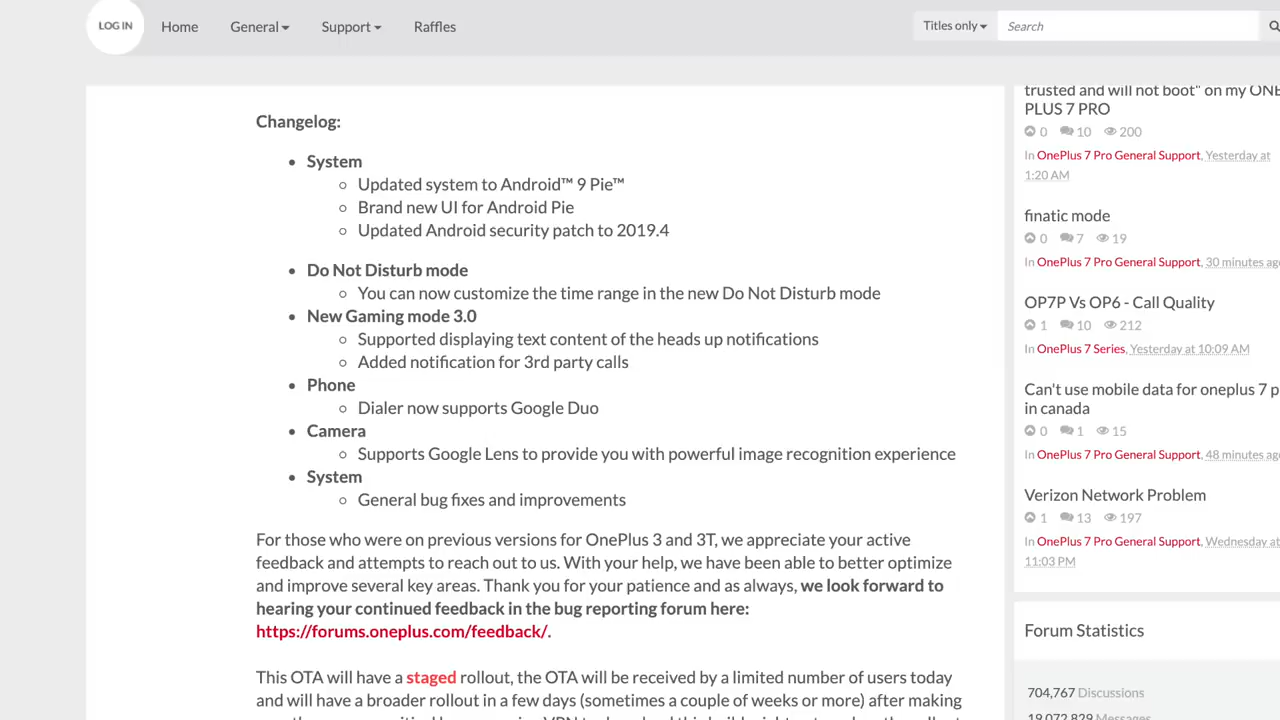 LOG IN
Home
General
Support
Raffles
Titles only
Search
Changelog:
System
Updated system to Android™ 9 Pie™
Brand new UI for Android Pie
Updated Android security patch to 2019.4
Do Not Disturb mode
You can now customize the time range in the new Do Not Disturb mode
New Gaming mode 3.0
Supported displaying text content of the heads up notifications
Added notification for 3rd party calls
Phone
Dialer now supports Google Duo
Camera
Supports Google Lens to provide you with powerful image recognition experience
System
General bug fixes and improvements
For those who were on previous versions for OnePlus 3 and 3T, we appreciate your active
feedback and attempts to reach out to us. With your help, we have been able to better optimize
and improve several key areas. Thank you for your patience and as always, we look forward to
hearing your continued feedback in the bug reporting forum here:
https://forums.oneplus.com/feedback/.
This OTA will have a staged rollout, the OTA will be received by a limited number of users today
and will have a broader rollout in a few days (sometimes a couple of weeks or more) after making
trusted and will not boot" on my ONE
PLUS 7 PRO
0 10 200
In OnePlus 7 Pro General Support, Yesterday at
1:20 AM
finatic mode
0 7 19
In OnePlus 7 Pro General Support, 30 minutes ag
OP7P Vs OP6 - Call Quality
1 10 212
In OnePlus 7 Series, Yesterday at 10:09 AM
Can't use mobile data for oneplus 7 p
in canada
0 1 15
In OnePlus 7 Pro General Support, 48 minutes ag
Verizon Network Problem
1 13 197
In OnePlus 7 Pro General Support, Wednesday at
11:03 PM
Forum Statistics
704,767 Discussions
19,072,829 Messages